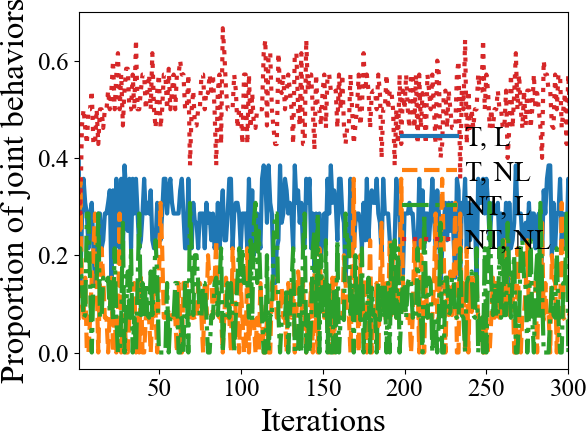 Proportion of joint behaviors
0.6
0.4
0.2
0.0
T, L
T, NL
NT, L
NT, NL
50
100
150
200
250
300
Iterations